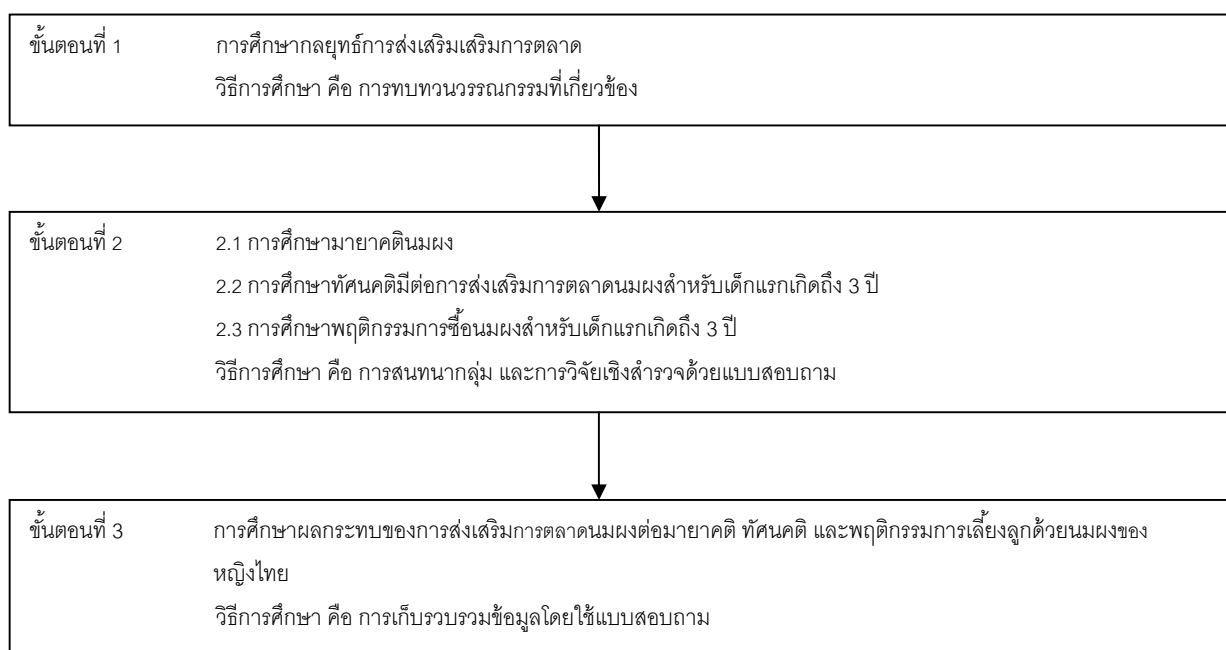 ขั้นตอนที่ 1 การศึกษากลยุทธ์การส่งเสริมเสริมการตลาด
วิธีการศึกษา คือ การทบทวนวรรณกรรมที่เกี่ยวข้อง
ขั้นตอนที่ 2 2.1 การศึกษามายาคตินมผง
2.2 การศึกษาทัศนคติมีต่อการส่งเสริมการตลาดนมผงสำหรับเด็กแรกเกิดถึง 3 ปี
2.3 การศึกษาพฤติกรรมการซื้อนมผงสำหรับเด็กแรกเกิดถึง 3 ปี
วิธีการศึกษา คือ การสนทนากลุ่ม และการวิจัยเชิงสำรวจด้วยแบบสอบถาม
ขั้นตอนที่ 3 การศึกษาผลกระทบของการส่งเสริมการตลาดนมผงต่อมายาคติ ทัศนคติ และพฤติกรรมการเลี้ยงลูกด้วยนมผงของ
หญิงไทย
วิธีการศึกษา คือ การเก็บรวบรวมข้อมูลโดยใช้แบบสอบถาม